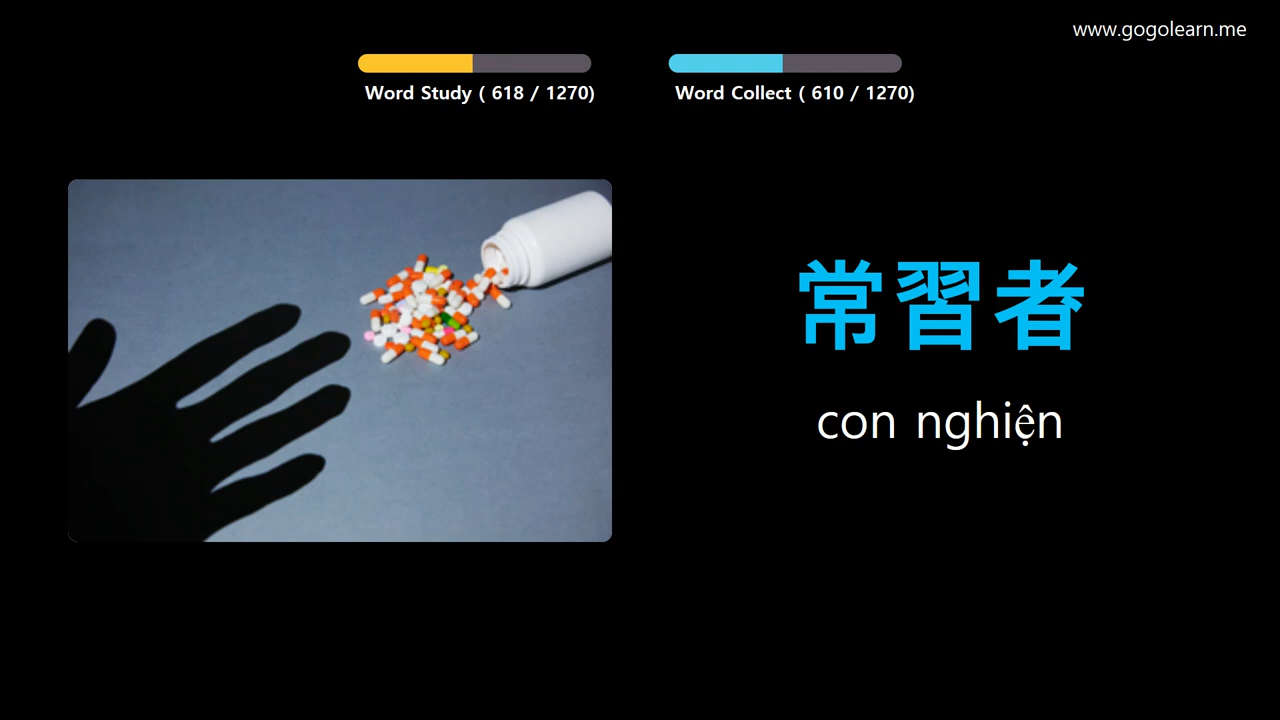 www.gogolearn.me
Word Study ( 618 / 1270)
Word Collect ( 610 / 1270)
常習者
con nghiện